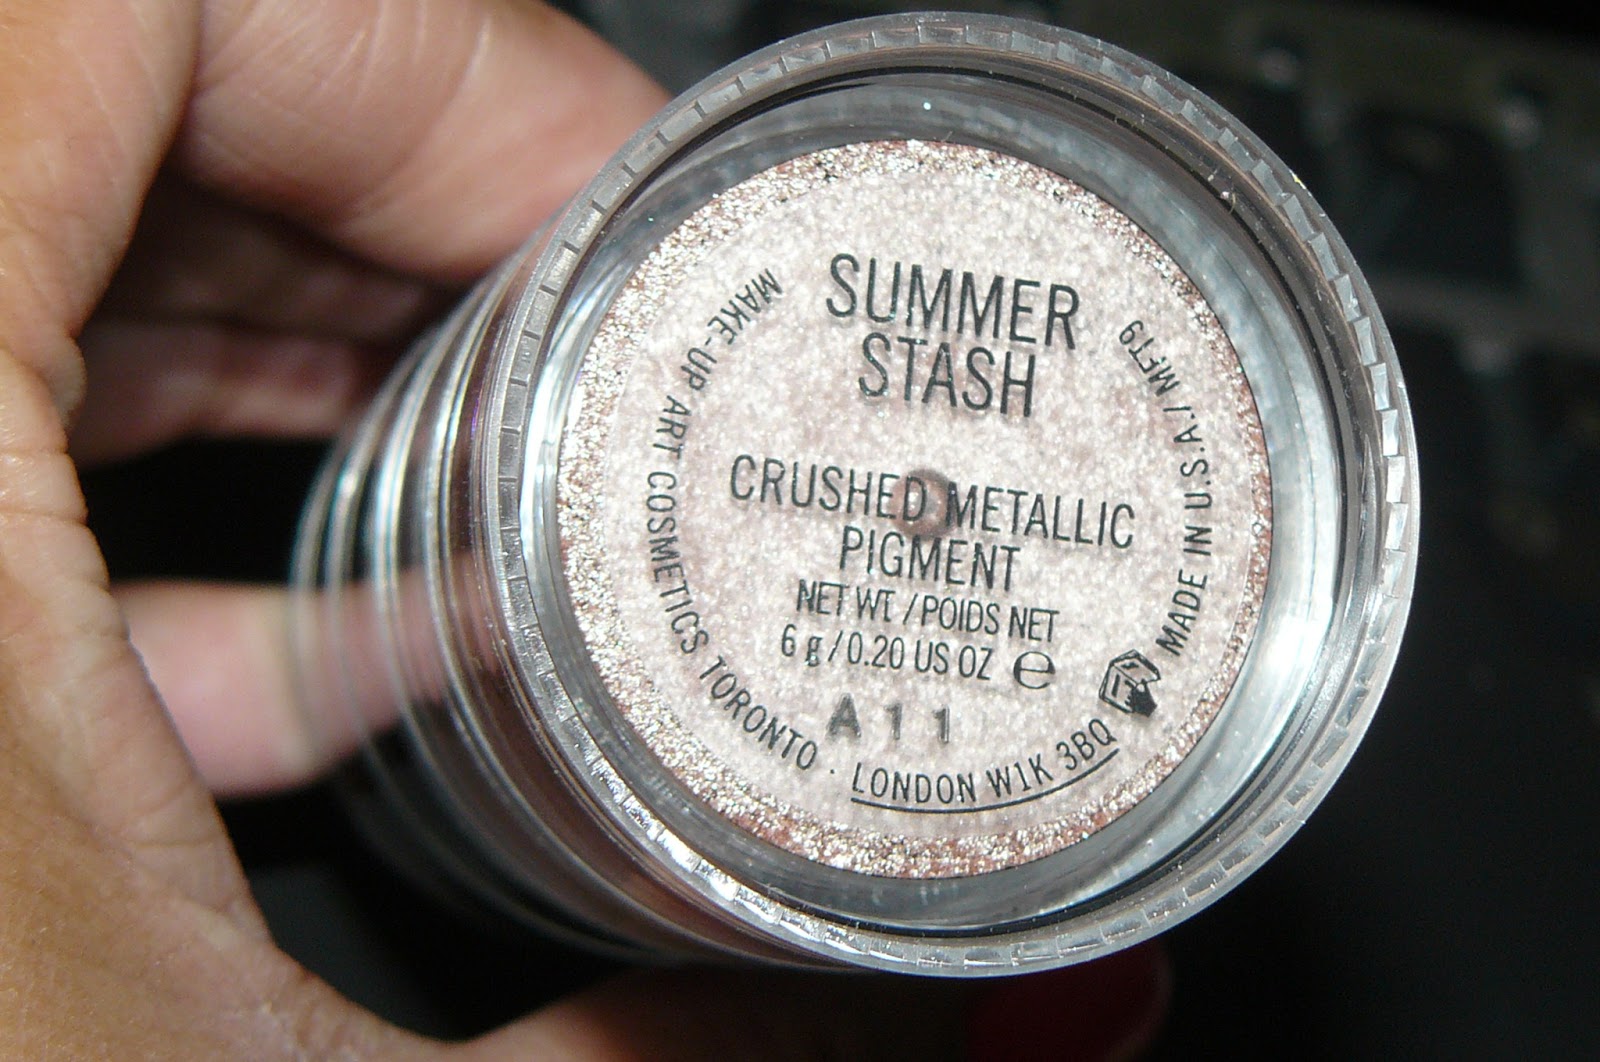 SUMMER
STASH
CRUSHED METALLIC
PIGMENT
NET WT. / POIDS NET
6 g / 0.20 US OZ e
A11
MAKE-UP ART COSMETICS TORONTO · LONDON W1K 3BQ
MADE IN U.S.A. / MFT9